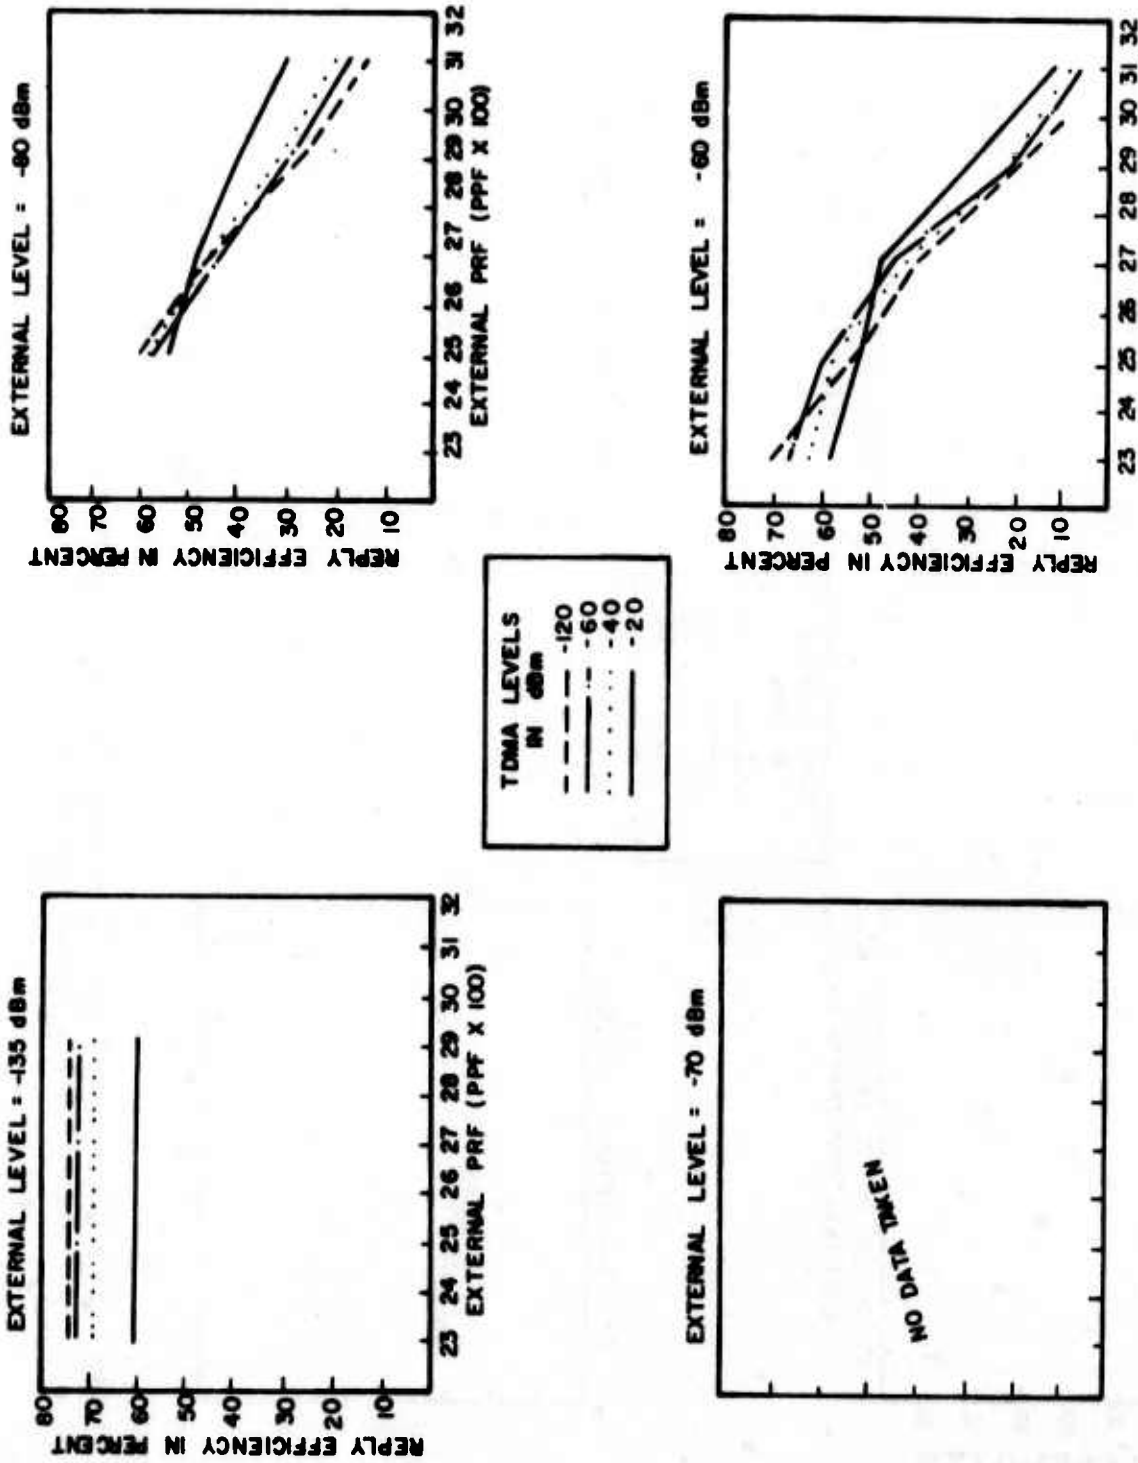 EXTERNAL LEVEL = -135 dBm
REPLY EFFICIENCY IN PERCENT
80
70
60
50
40
30
20
10
23 24 25 26 27 28 29 30 31 32
EXTERNAL PRF (PPF X 100)
EXTERNAL LEVEL = -80 dBm
REPLY EFFICIENCY IN PERCENT
80
70
60
50
40
30
20
10
23 24 25 26 27 28 29 30 31 32
EXTERNAL PRF (PPF X 100)
TDMA LEVELS
IN dBm
-120
-60
-40
-20
EXTERNAL LEVEL = -70 dBm
NO DATA TAKEN
EXTERNAL LEVEL = -60 dBm
REPLY EFFICIENCY IN PERCENT
80
70
60
50
40
30
20
10
23 24 25 26 27 28 29 30 31 32